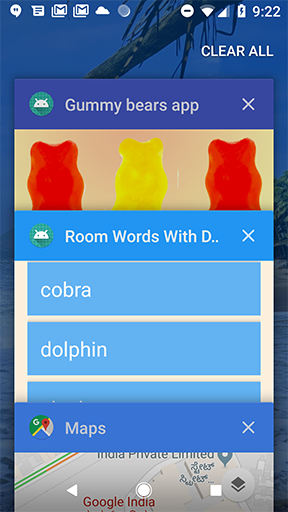 9:22
CLEAR ALL
Gummy bears app
Room Words With D..
cobra
dolphin
Maps
India Private Limited
ಸ್ಟೇಟ್
Google India